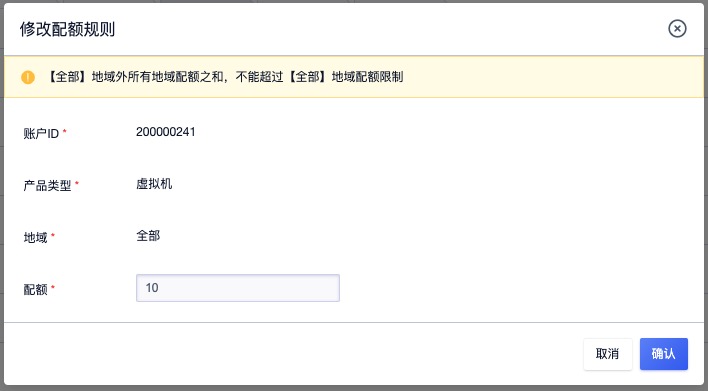 修改配额规则
【全部】地域外所有地域配额之和，不能超过【全部】地域配额限制
账户ID * 200000241
产品类型 * 虚拟机
地域 * 全部
配额 * 10
取消 确认